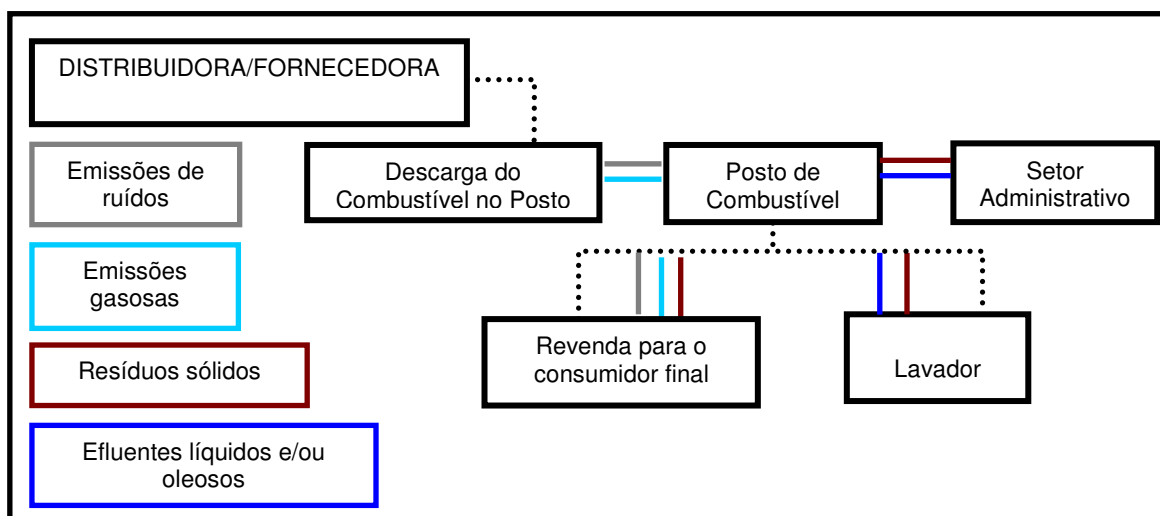 DISTRIBUIDORA/FORNECEDORA
Emissões de
ruídos
Descarga do
Combustível no Posto
Posto de
Combustível
Setor
Administrativo
Emissões
gasosas
Revenda para o
consumidor final
Lavador
Resíduos sólidos
Efluentes líquidos e/ou
oleosos